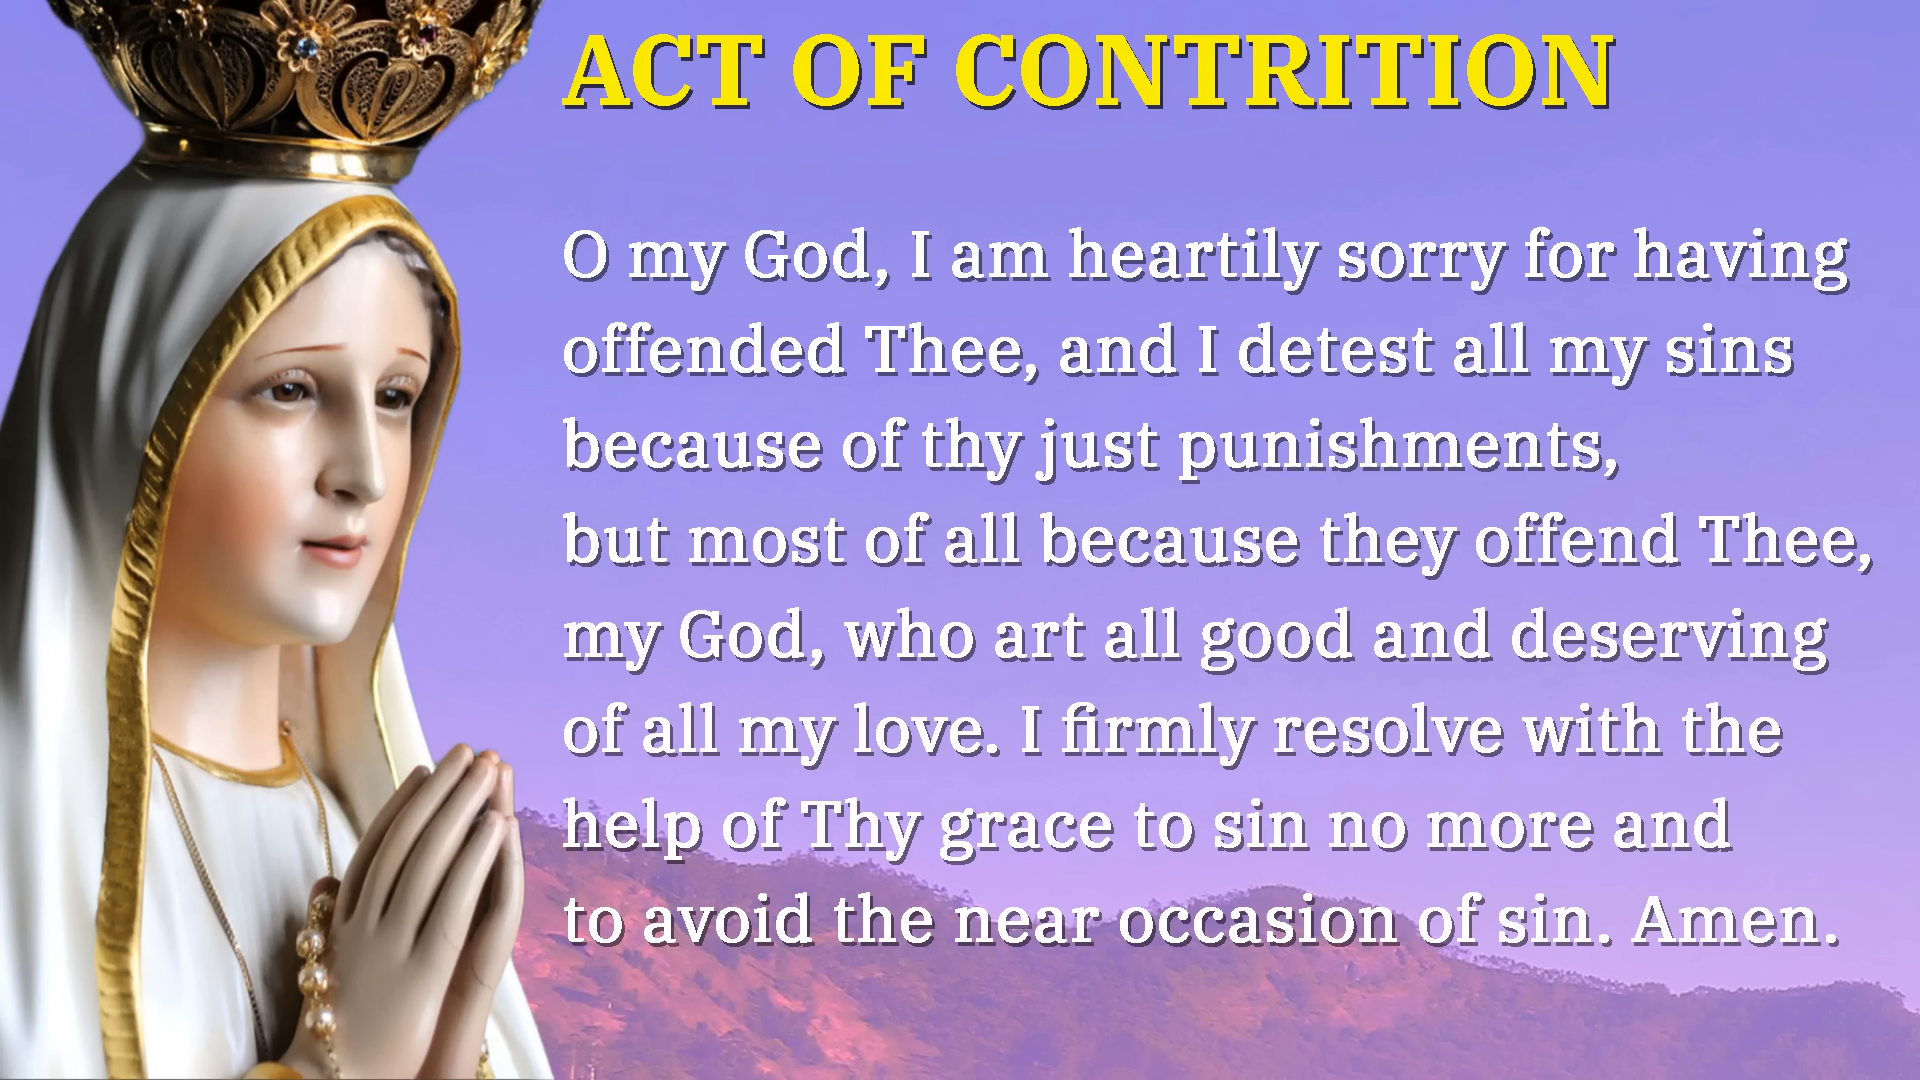 ACT OF CONTRITION
O my God, I am heartily sorry for having
offended Thee, and I detest all my sins
because of thy just punishments,
but most of all because they offend Thee,
my God, who art all good and deserving
of all my love. I firmly resolve with the
help of Thy grace to sin no more and
to avoid the near occasion of sin. Amen.